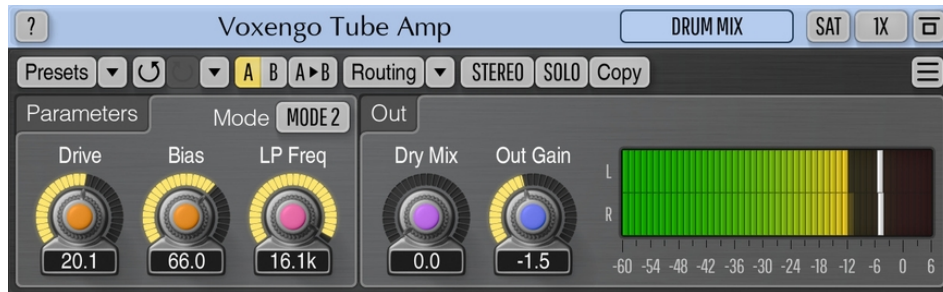 ? Voxengo Tube Amp DRUM MIX SAT 1X
Presets A B A▸B Routing STEREO SOLO Copy
Parameters Mode MODE 2 Out
Drive Bias LP Freq Dry Mix Out Gain
L
R
20.1 66.0 16.1k 0.0 -1.5
-60 -54 -48 -42 -36 -30 -24 -18 -12 -6 0 6